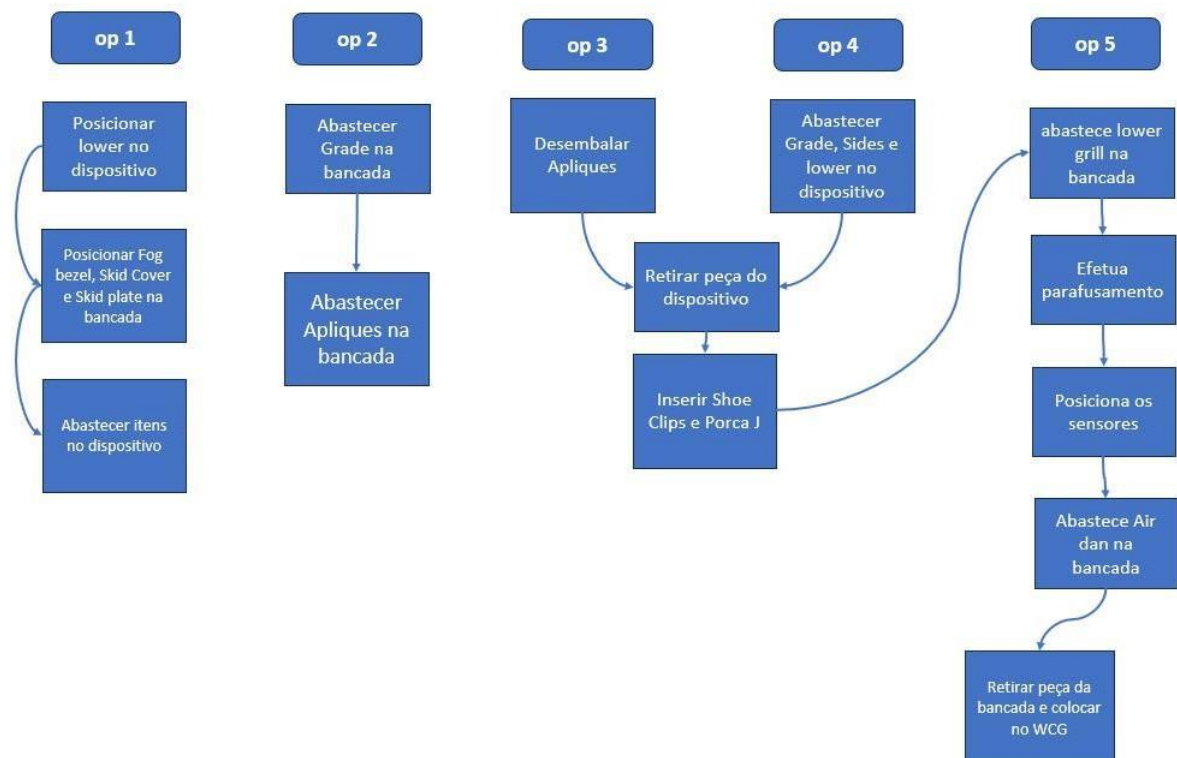 op 1
op 2
op 3
op 4
op 5
Posicionar
lower no
dispositivo
Posicionar Fog
bezel, Skid Cover
e Skid plate na
bancada
Abastecer itens
no dispositivo
Abastecer
Grade na
bancada
Abastecer
Apliques na
bancada
Desembalar
Apliques
Abastecer
Grade, Sides e
lower no
dispositivo
Retirar peça do
dispositivo
Inserir Shoe
Clips e Porca J
abastece lower
grill na
bancada
Efetua
parafusamento
Posiciona os
sensores
Abastece Air
dan na
bancada
Retirar peça da
bancada e colocar
no WCG